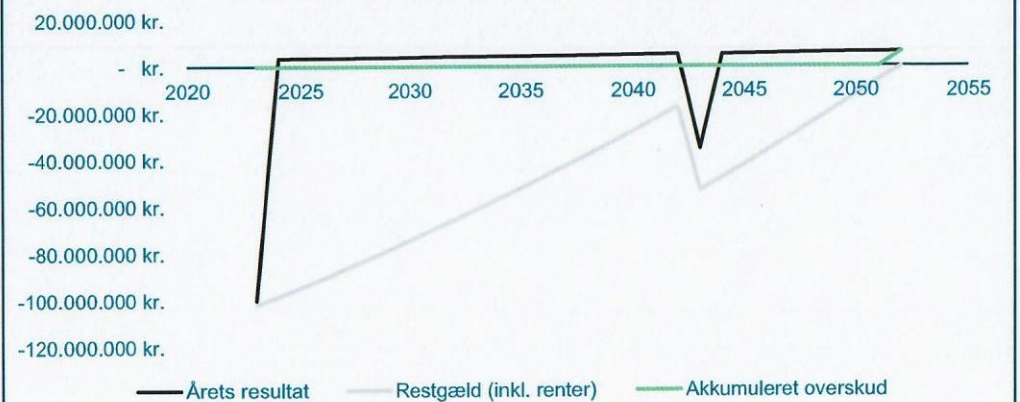 20.000.000 kr.
- kr.
2020 2025 2030 2035 2040 2045 2050 2055
-20.000.000 kr.
-40.000.000 kr.
-60.000.000 kr.
-80.000.000 kr.
-100.000.000 kr.
-120.000.000 kr.
Årets resultat Restgæld (inkl. renter) Akkumuleret overskud